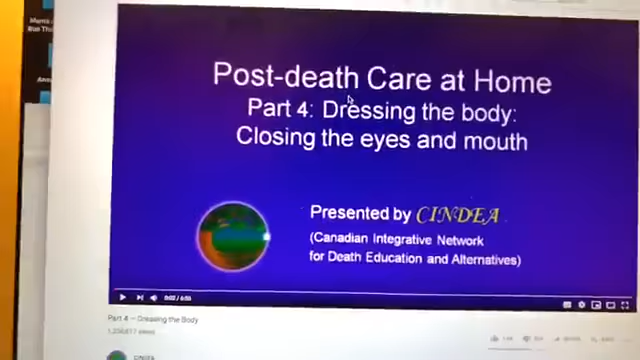 Post-death Care at Home
Part 4: Dressing the body:
Closing the eyes and mouth
Presented by CINDEA
(Canadian Integrative Network
for Death Education and Alternatives)
Part 4 – Dressing the Body
CINDEA